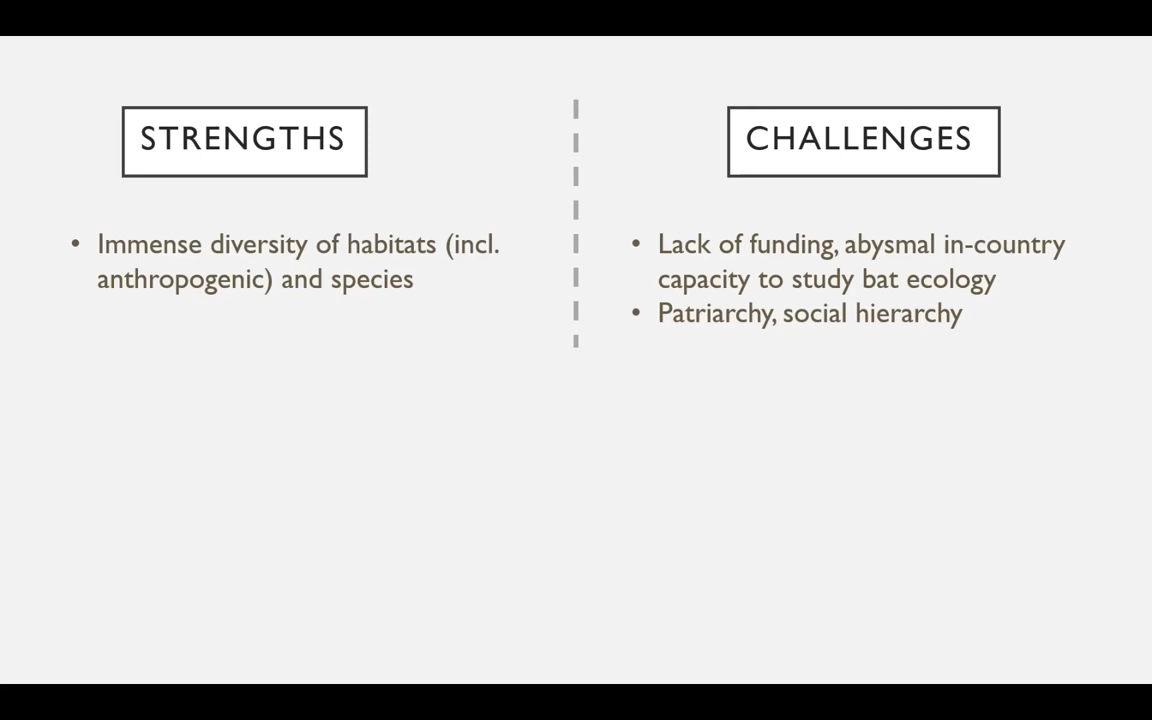 STRENGTHS
• Immense diversity of habitats (incl.
anthropogenic) and species
CHALLENGES
• Lack of funding, abysmal in-country
capacity to study bat ecology
• Patriarchy, social hierarchy